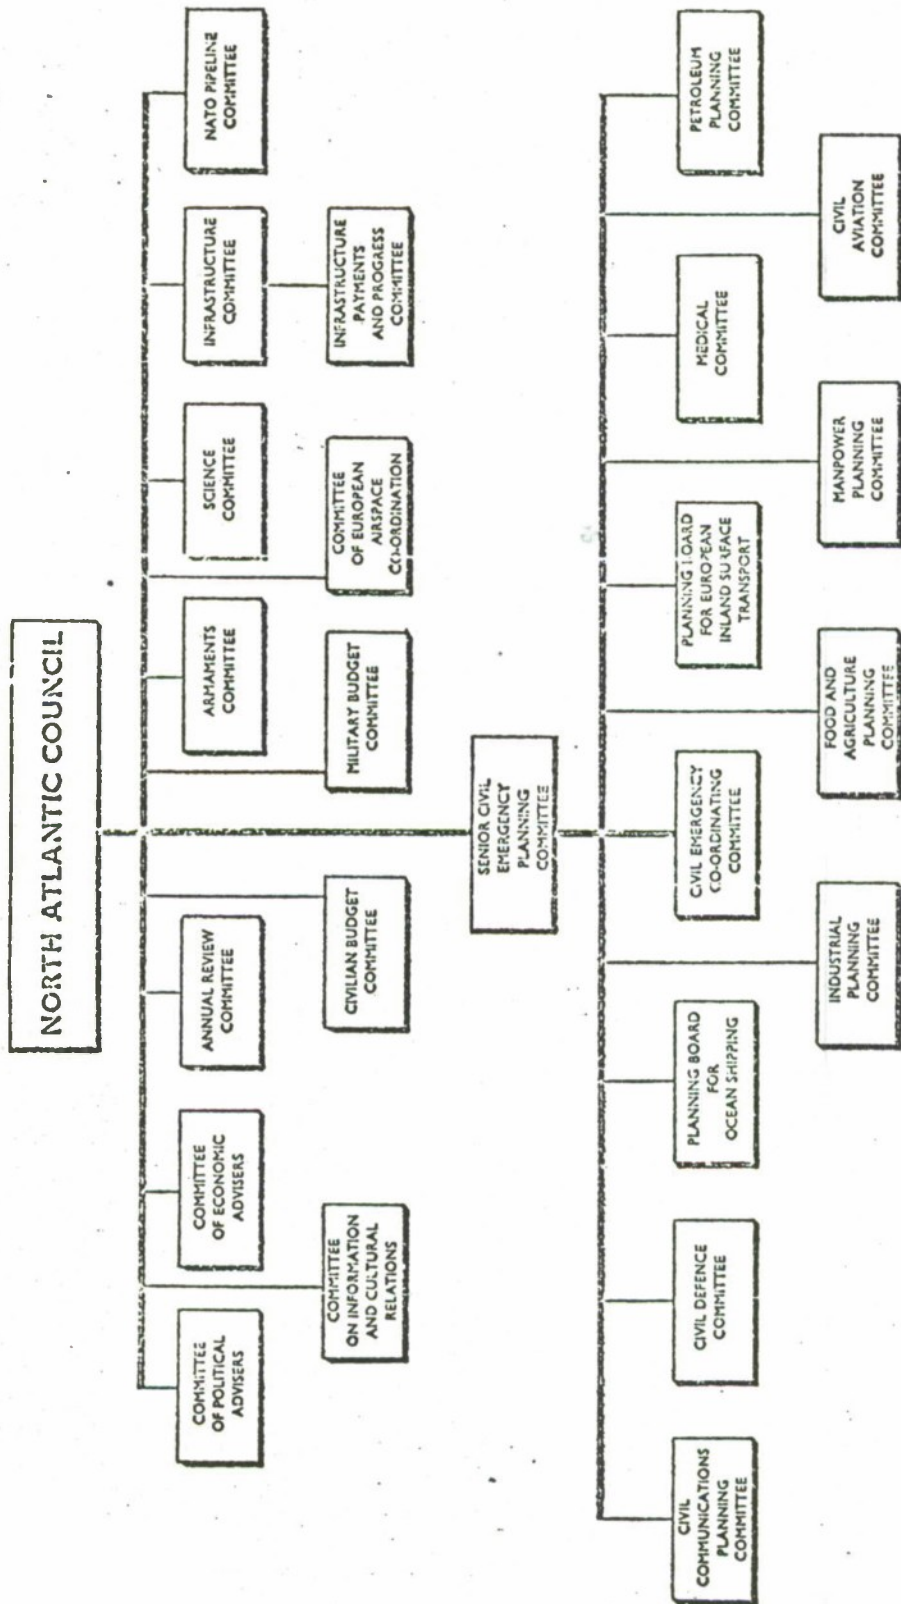 NORTH ATLANTIC COUNCIL
COMMITTEE
OF POLITICAL
ADVISERS
COMMITTEE
OF ECONOMIC
ADVISERS
ANNUAL REVIEW
COMMITTEE
ARMAMENTS
COMMITTEE
SCIENCE
COMMITTEE
INFRASTRUCTURE
COMMITTEE
NATO PIPELINE
COMMITTEE
COMMITTEE
ON INFORMATION
AND CULTURAL
RELATIONS
CIVILIAN BUDGET
COMMITTEE
MILITARY BUDGET
COMMITTEE
COMMITTEE
OF EUROPEAN
AIRSPACE
CO-ORDINATION
INFRASTRUCTURE
PAYMENTS
AND PROGRESS
COMMITTEE
SENIOR CIVIL
EMERGENCY
PLANNING
COMMITTEE
CIVIL
COMMUNICATIONS
PLANNING
COMMITTEE
CIVIL DEFENCE
COMMITTEE
PLANNING BOARD
FOR
OCEAN SHIPPING
CIVIL EMERGENCY
CO-ORDINATING
COMMITTEE
PLANNING BOARD
FOR EUROPEAN
INLAND SURFACE
TRANSPORT
MEDICAL
COMMITTEE
PETROLEUM
PLANNING
COMMITTEE
INDUSTRIAL
PLANNING
COMMITTEE
FOOD AND
AGRICULTURE
PLANNING
COMMITTEE
MANPOWER
PLANNING
COMMITTEE
CIVIL
AVIATION
COMMITTEE